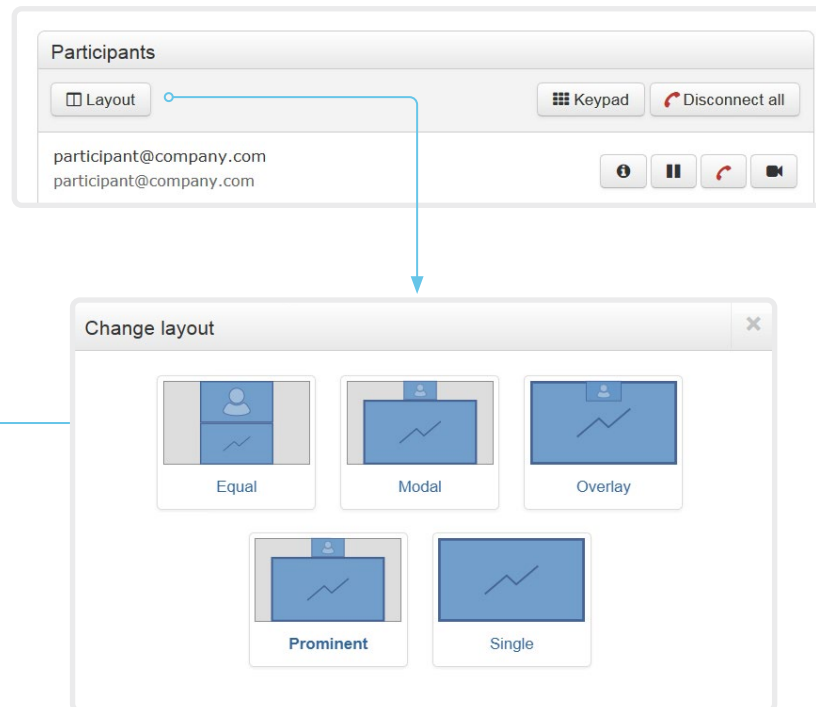 Participants
Layout Keypad Disconnect all
participant@company.com
participant@company.com
Change layout
Equal Modal Overlay
Prominent Single